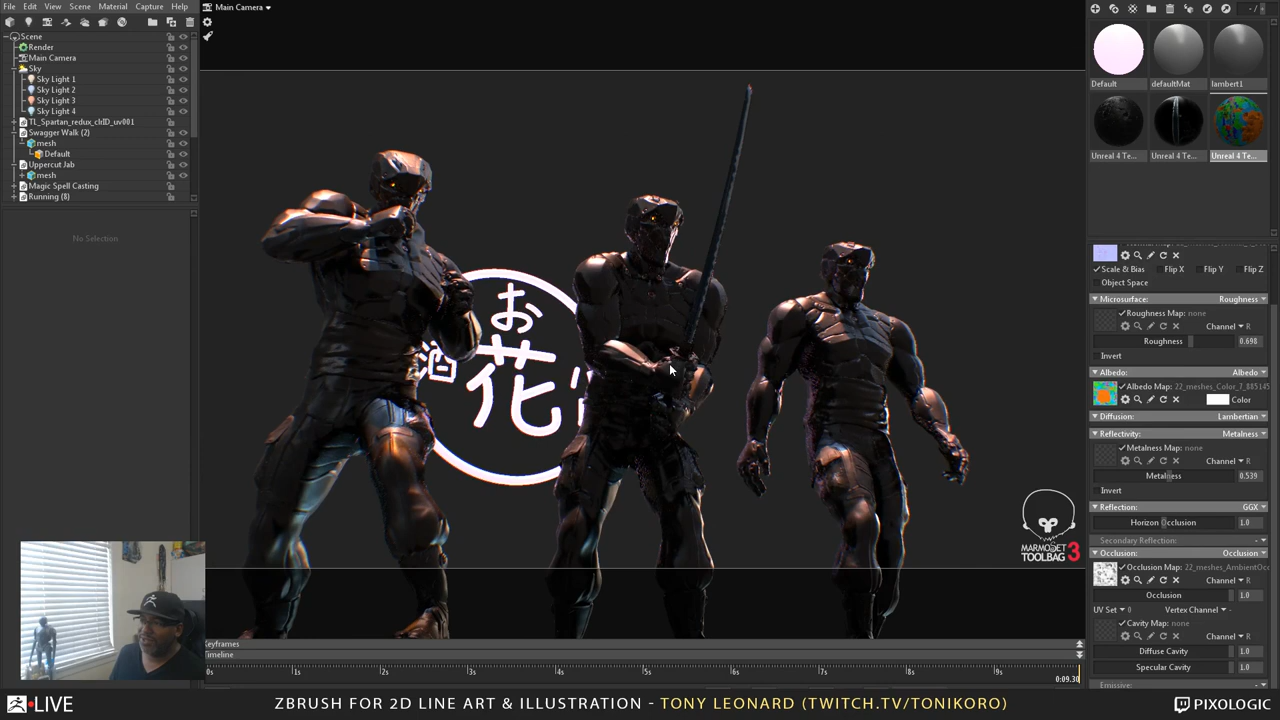 File Edit View Scene Material Capture Help
Main Camera
Scene
Render
Main Camera
Sky
Sky Light 1
Sky Light 2
Sky Light 3
Sky Light 4
TL_Spartan_redux_clrID_uv001
Swagger Walk (2)
mesh
Default
Uppercut Jab
mesh
Magic Spell Casting
Running (8)
No Selection
お
酒 花
MARMOSET
TOOLBAG 3
Keyframes
Timeline
0s 1s 2s 3s 4s 5s 6s 7s 8s 9s
0:09.30
Default defaultMat lambert1
Unreal 4 Te... Unreal 4 Te... Unreal 4 Te...
Scale & Bias Flip X Flip Y Flip Z
Object Space
Microsurface: Roughness
Roughness Map: none
Channel R
Roughness 0.698
Invert
Albedo: Albedo
Albedo Map: 22_meshes_Color_7_885145
Color
Diffusion: Lambertian
Reflectivity: Metalness
Metalness Map: none
Channel R
Metalness 0.539
Invert
Reflection: GGX
Horizon Occlusion 1.0
Secondary Reflection: -
Occlusion: Occlusion
Occlusion Map: 22_meshes_AmbientOcc
Channel R
Occlusion 1.0
UV Set 0 Vertex Channel -
Cavity Map: none
Channel R
Diffuse Cavity 1.0
Specular Cavity 1.0
Emissive:
LIVE ZBRUSH FOR 2D LINE ART & ILLUSTRATION - TONY LEONARD (TWITCH.TV/TONIKORO) PIXOLOGIC